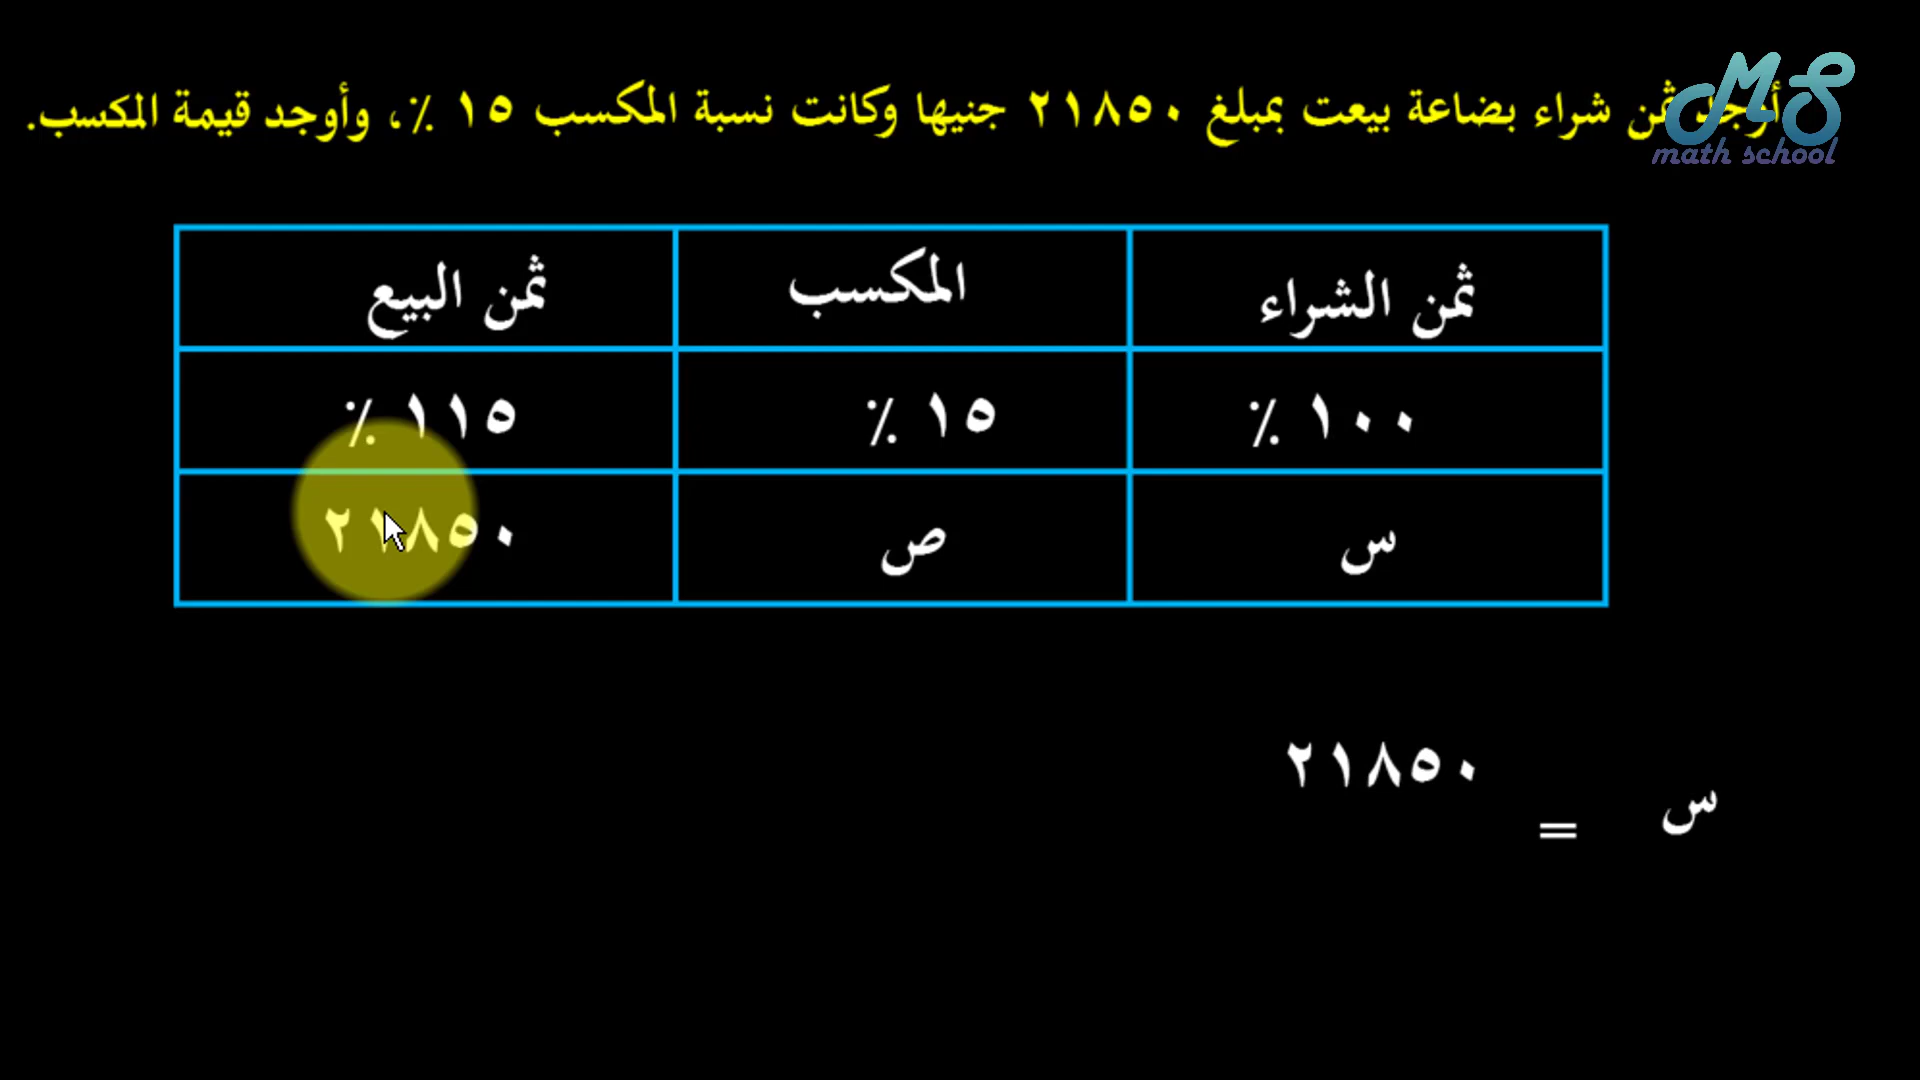 أوجد ثمن شراء بضاعة بيعت بمبلغ ٢١٨٥٠ جنيها وكانت نسبة المكسب ١٥ ٪، وأوجد قيمة المكسب.
MS
math school
ثمن الشراء المكسب ثمن البيع
١٠٠ ٪ ١٥ ٪ ١١٥ ٪
س ص ٢١٨٥٠
س = ٢١٨٥٠